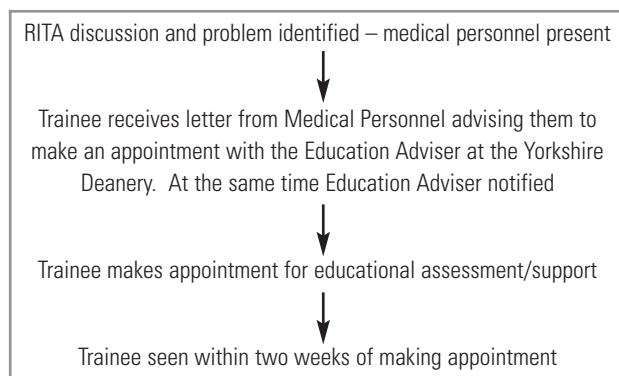 RITA discussion and problem identified – medical personnel present
Trainee receives letter from Medical Personnel advising them to
make an appointment with the Education Adviser at the Yorkshire
Deanery.  At the same time Education Adviser notified
Trainee makes appointment for educational assessment/support
Trainee seen within two weeks of making appointment